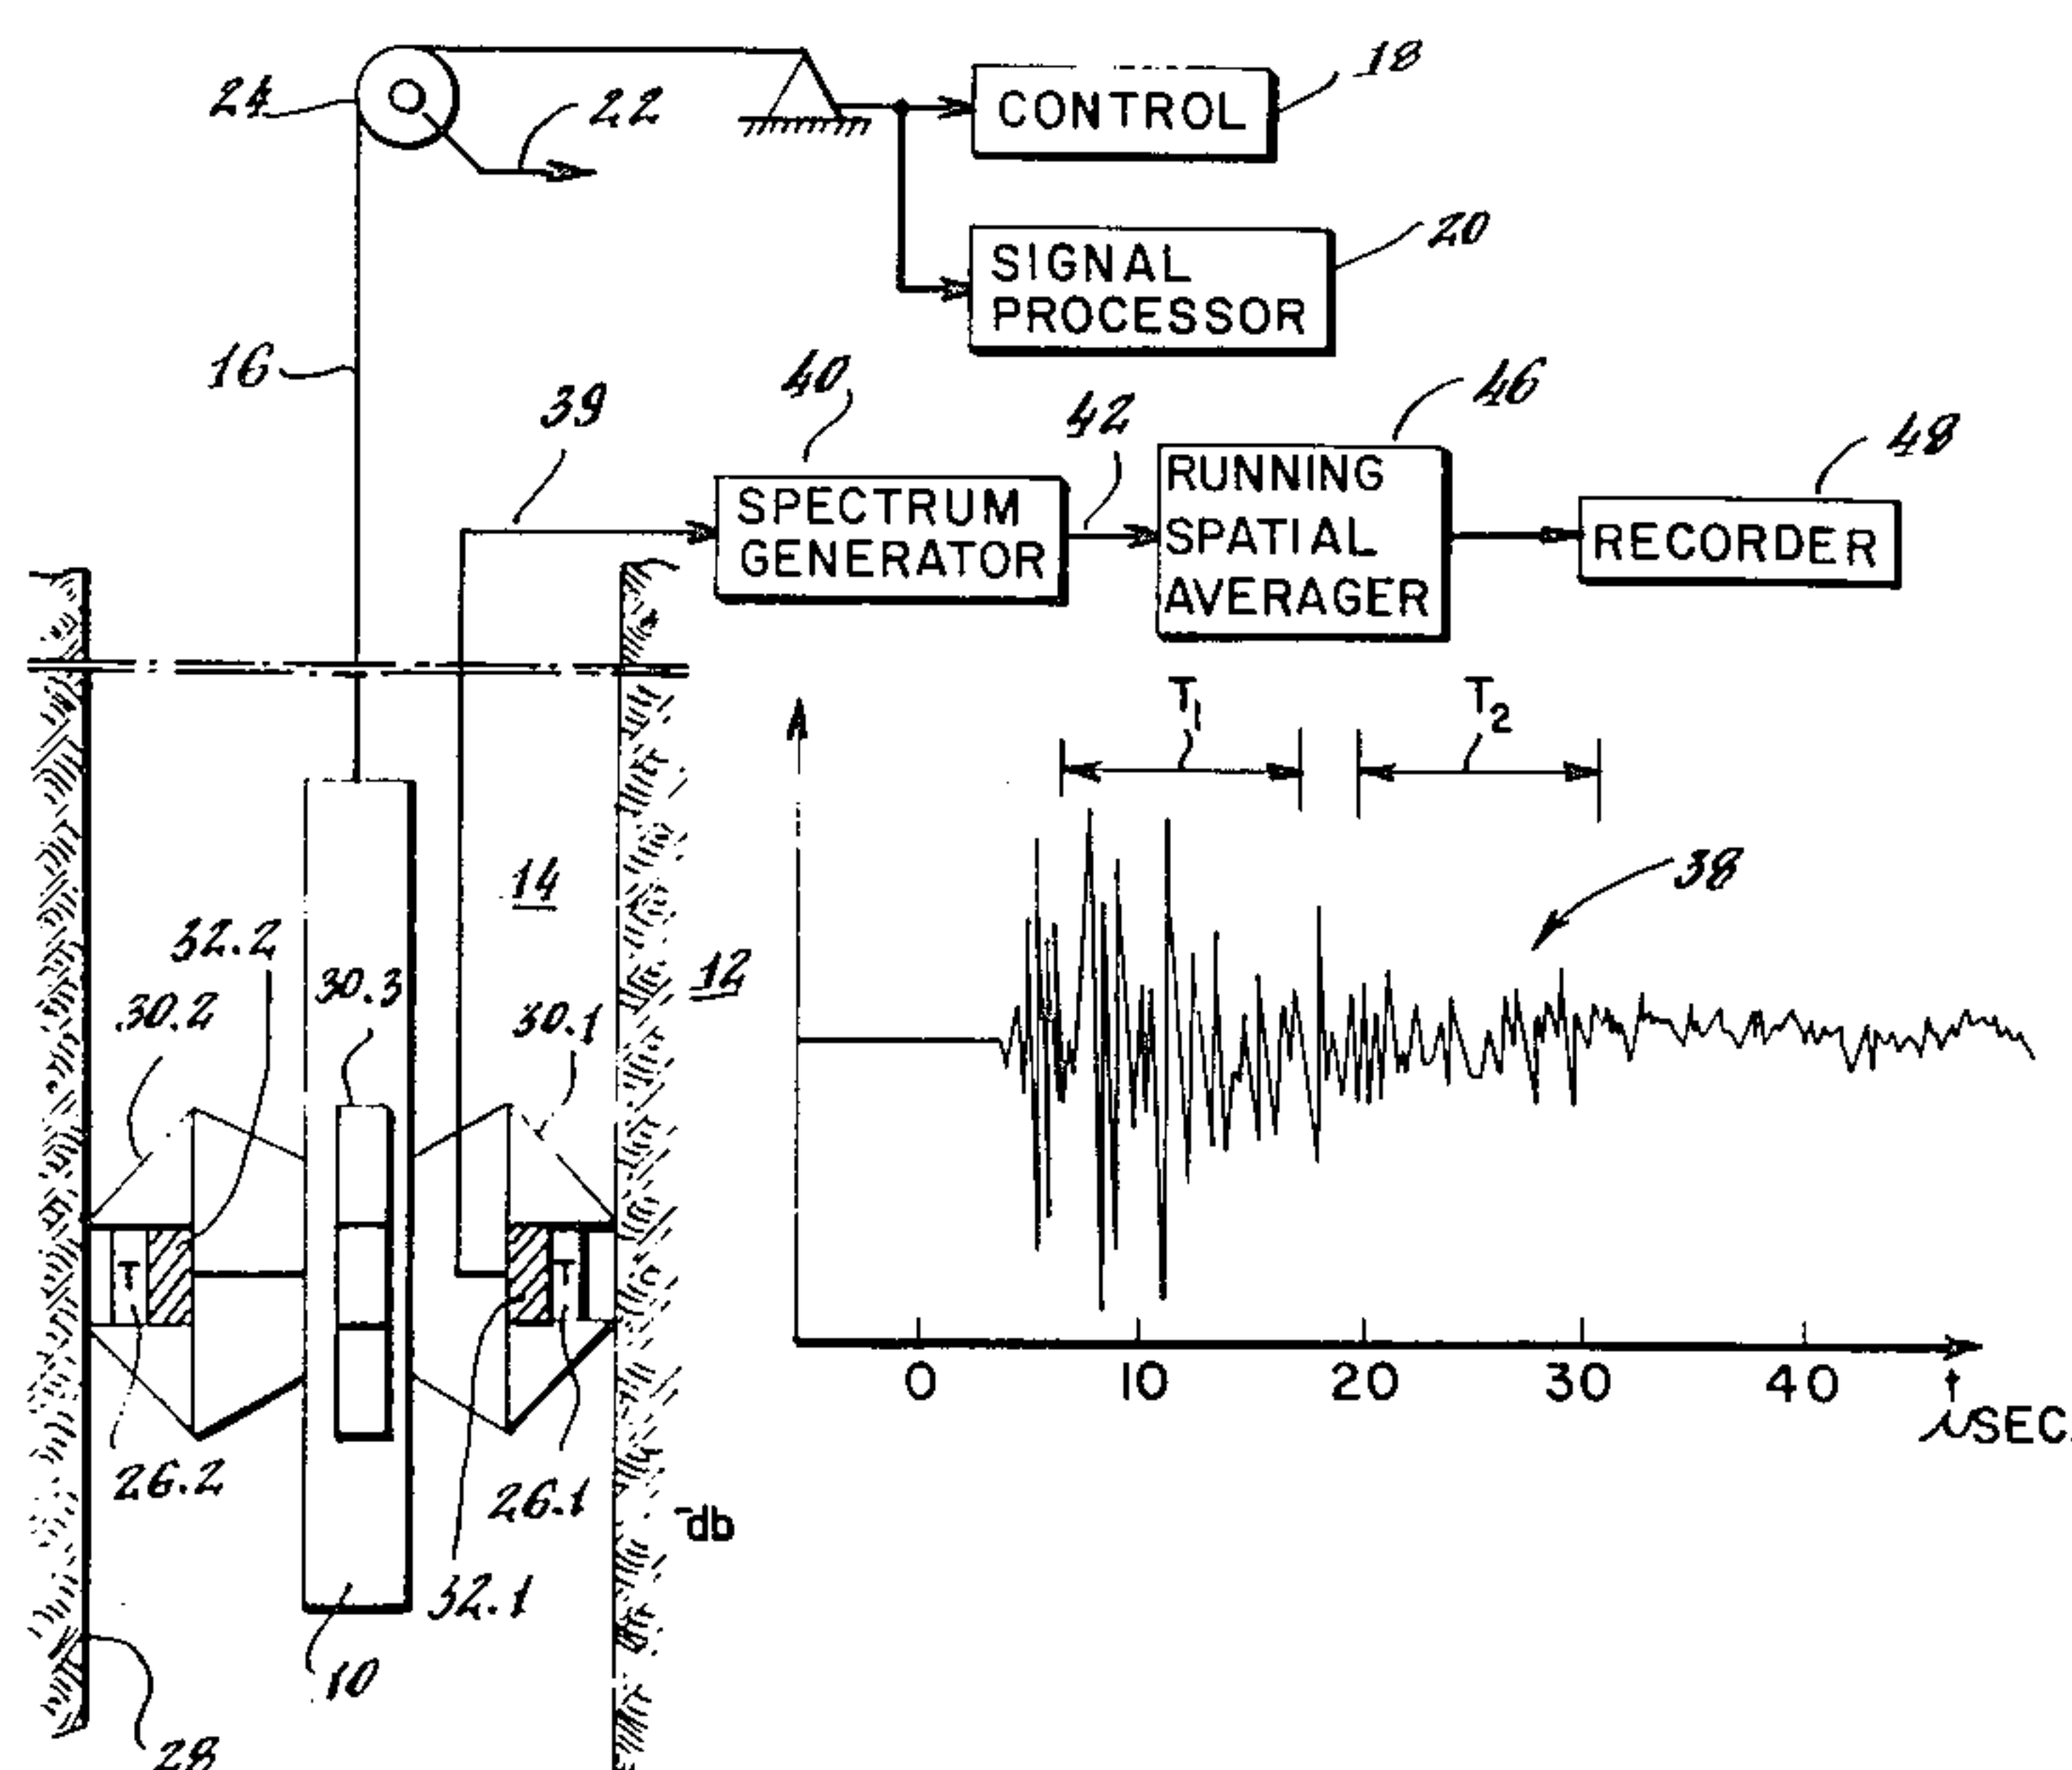 24
22
CONTROL
18
SIGNAL
PROCESSOR
20
16
39
40
42
46
48
SPECTRUM
GENERATOR
RUNNING
SPATIAL
AVERAGER
RECORDER
T1
T2
38
14
12
32.2
30.2
30.3
30.1
T
T
0
10
20
30
40
t
μSEC.
26.2
26.1
-db
32.1
10
28